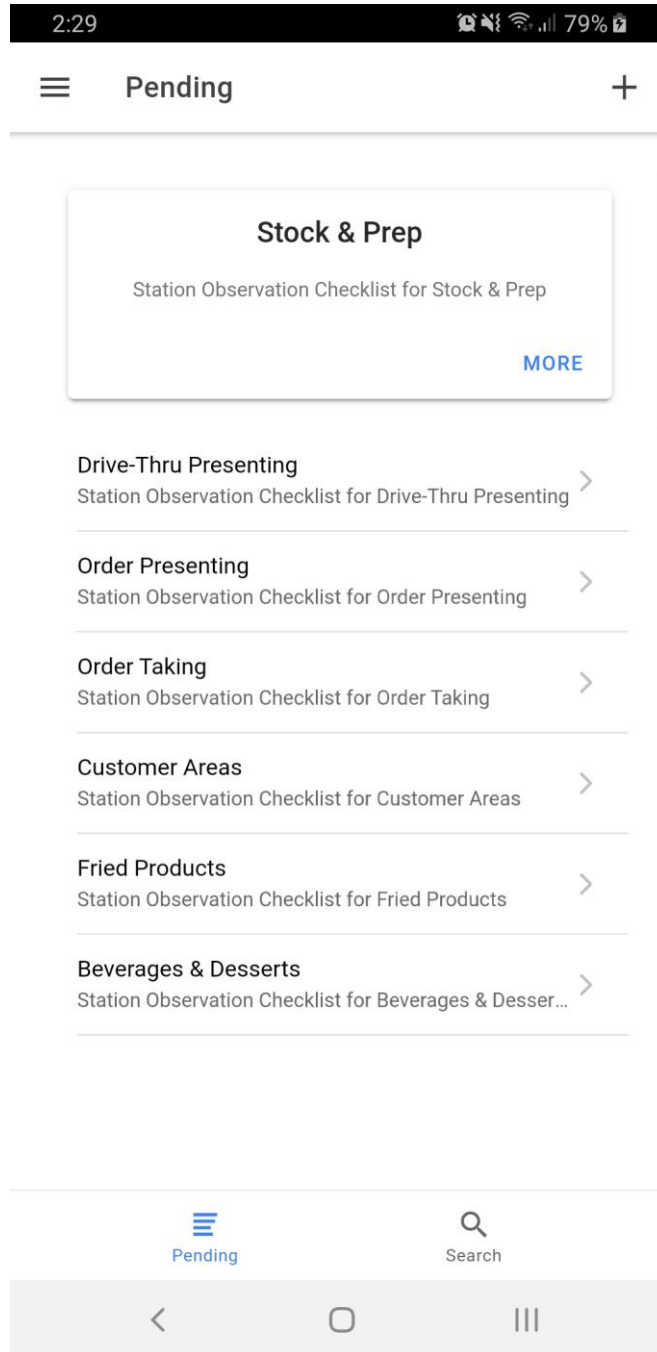 2:29 79%
Pending
Stock & Prep
Station Observation Checklist for Stock & Prep
MORE
Drive-Thru Presenting
Station Observation Checklist for Drive-Thru Presenting
Order Presenting
Station Observation Checklist for Order Presenting
Order Taking
Station Observation Checklist for Order Taking
Customer Areas
Station Observation Checklist for Customer Areas
Fried Products
Station Observation Checklist for Fried Products
Beverages & Desserts
Station Observation Checklist for Beverages & Desser...
Pending Search